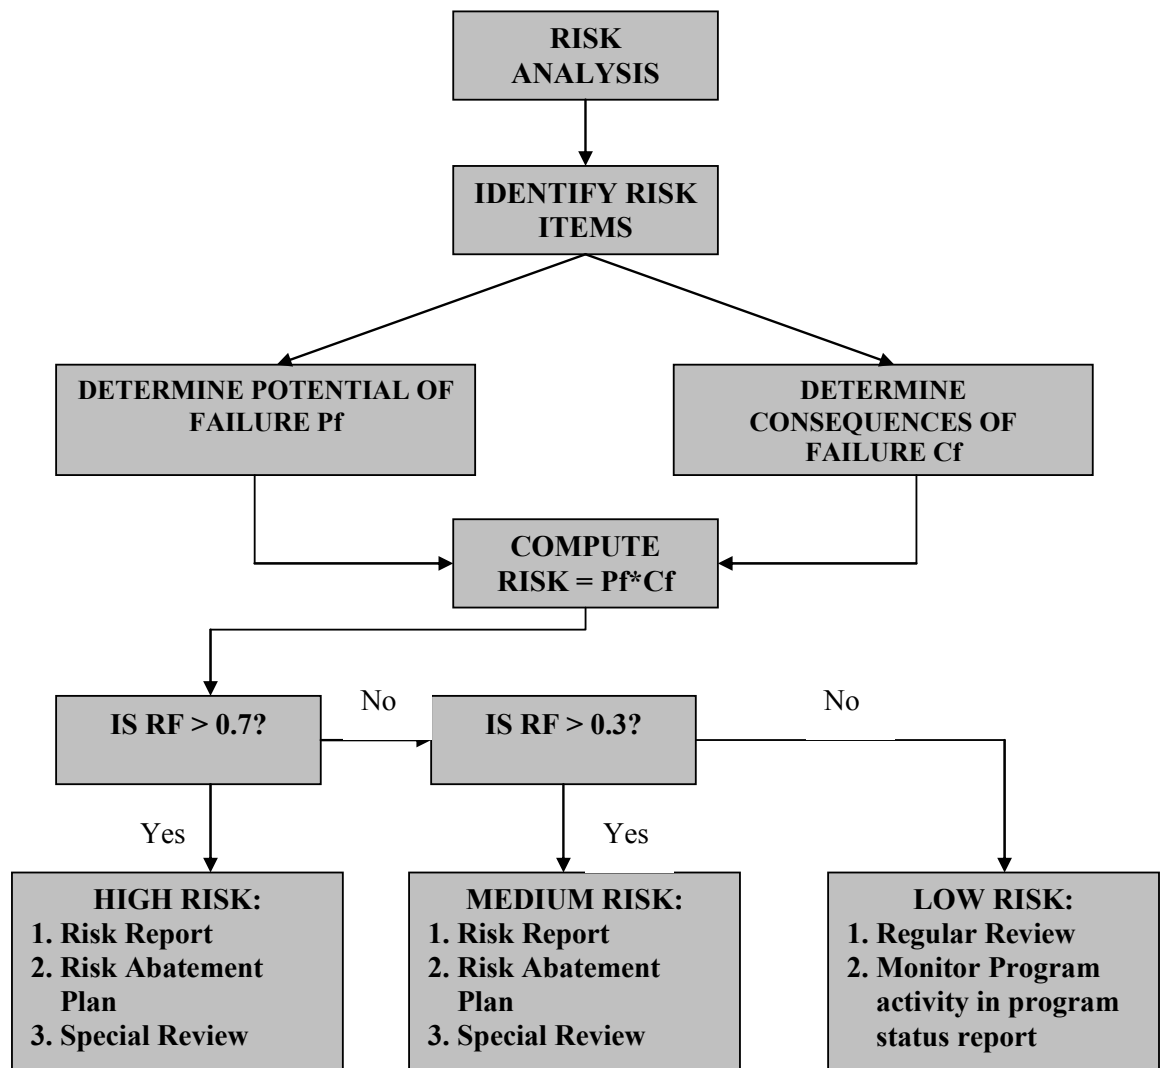 RISK
ANALYSIS
IDENTIFY RISK
ITEMS
DETERMINE POTENTIAL OF
FAILURE Pf
DETERMINE
CONSEQUENCES OF
FAILURE Cf
COMPUTE
RISK = Pf*Cf
IS RF > 0.7?
No
IS RF > 0.3?
No
Yes
Yes
HIGH RISK:
1. Risk Report
2. Risk Abatement
Plan
3. Special Review
MEDIUM RISK:
1. Risk Report
2. Risk Abatement
Plan
3. Special Review
LOW RISK:
1. Regular Review
2. Monitor Program
activity in program
status report